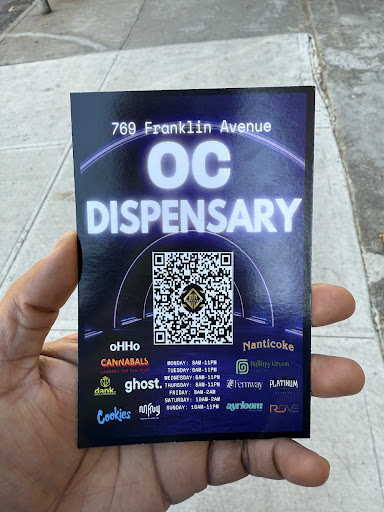 769 Franklin Avenue
OC
DISPENSARY
oHHo
Nanticoke
CANNABALS
Rolling Green
dank.
ghost.
Fernway
PLATINUM
Cookies
ayrloom
ROVE
MONDAY: 8AM-11PM
TUESDAY:8AM-11PM
WEDNESDAY:8AM-11PM
THURSDAY: 8AM-11PM
FRIDAY: 8AM-2AM
SATURDAY: 10AM-2AM
SUNDAY: 10AM-11PM